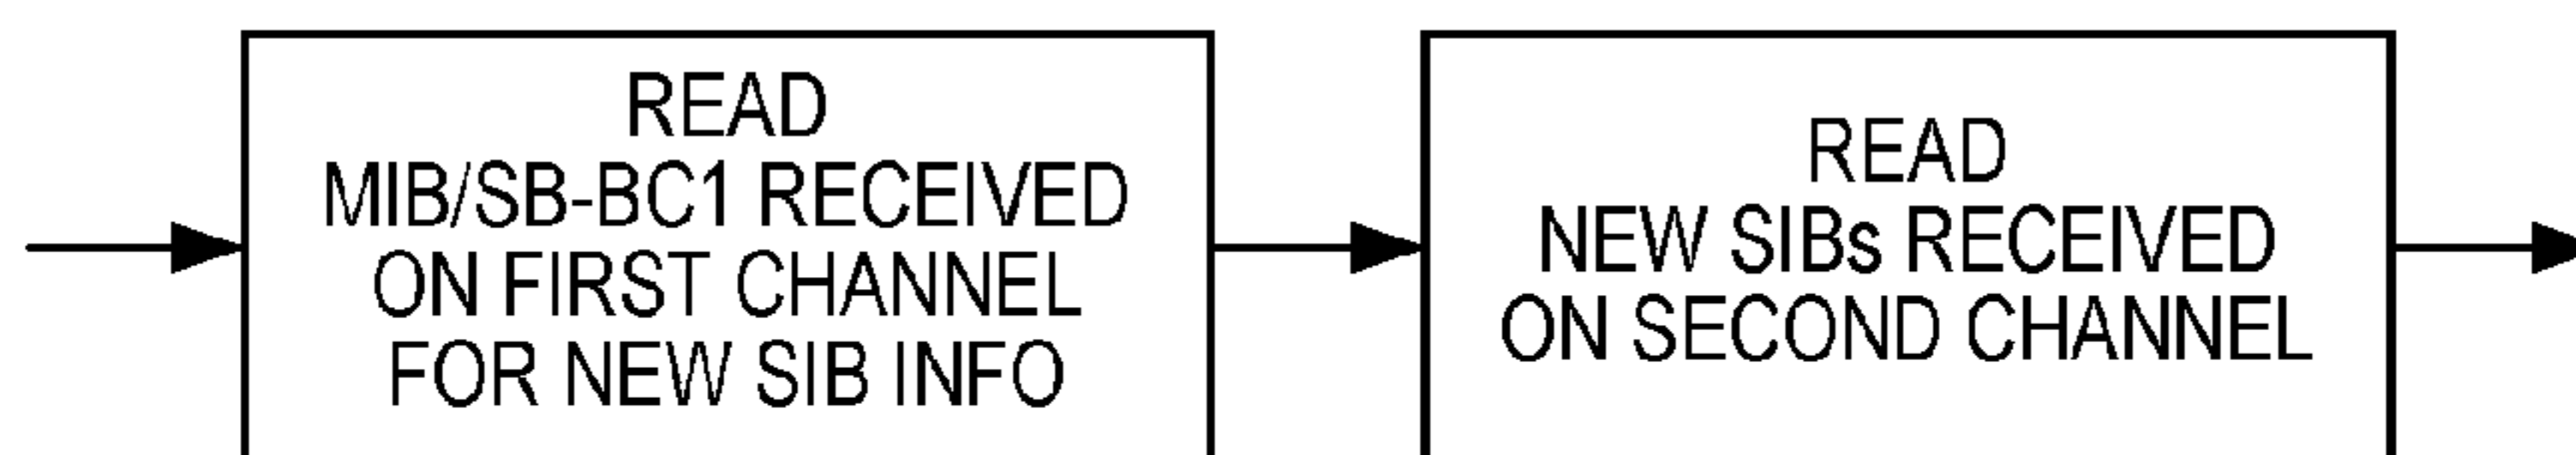 READ
MIB/SB-BC1 RECEIVED
ON FIRST CHANNEL
FOR NEW SIB INFO
READ
NEW SIBs RECEIVED
ON SECOND CHANNEL